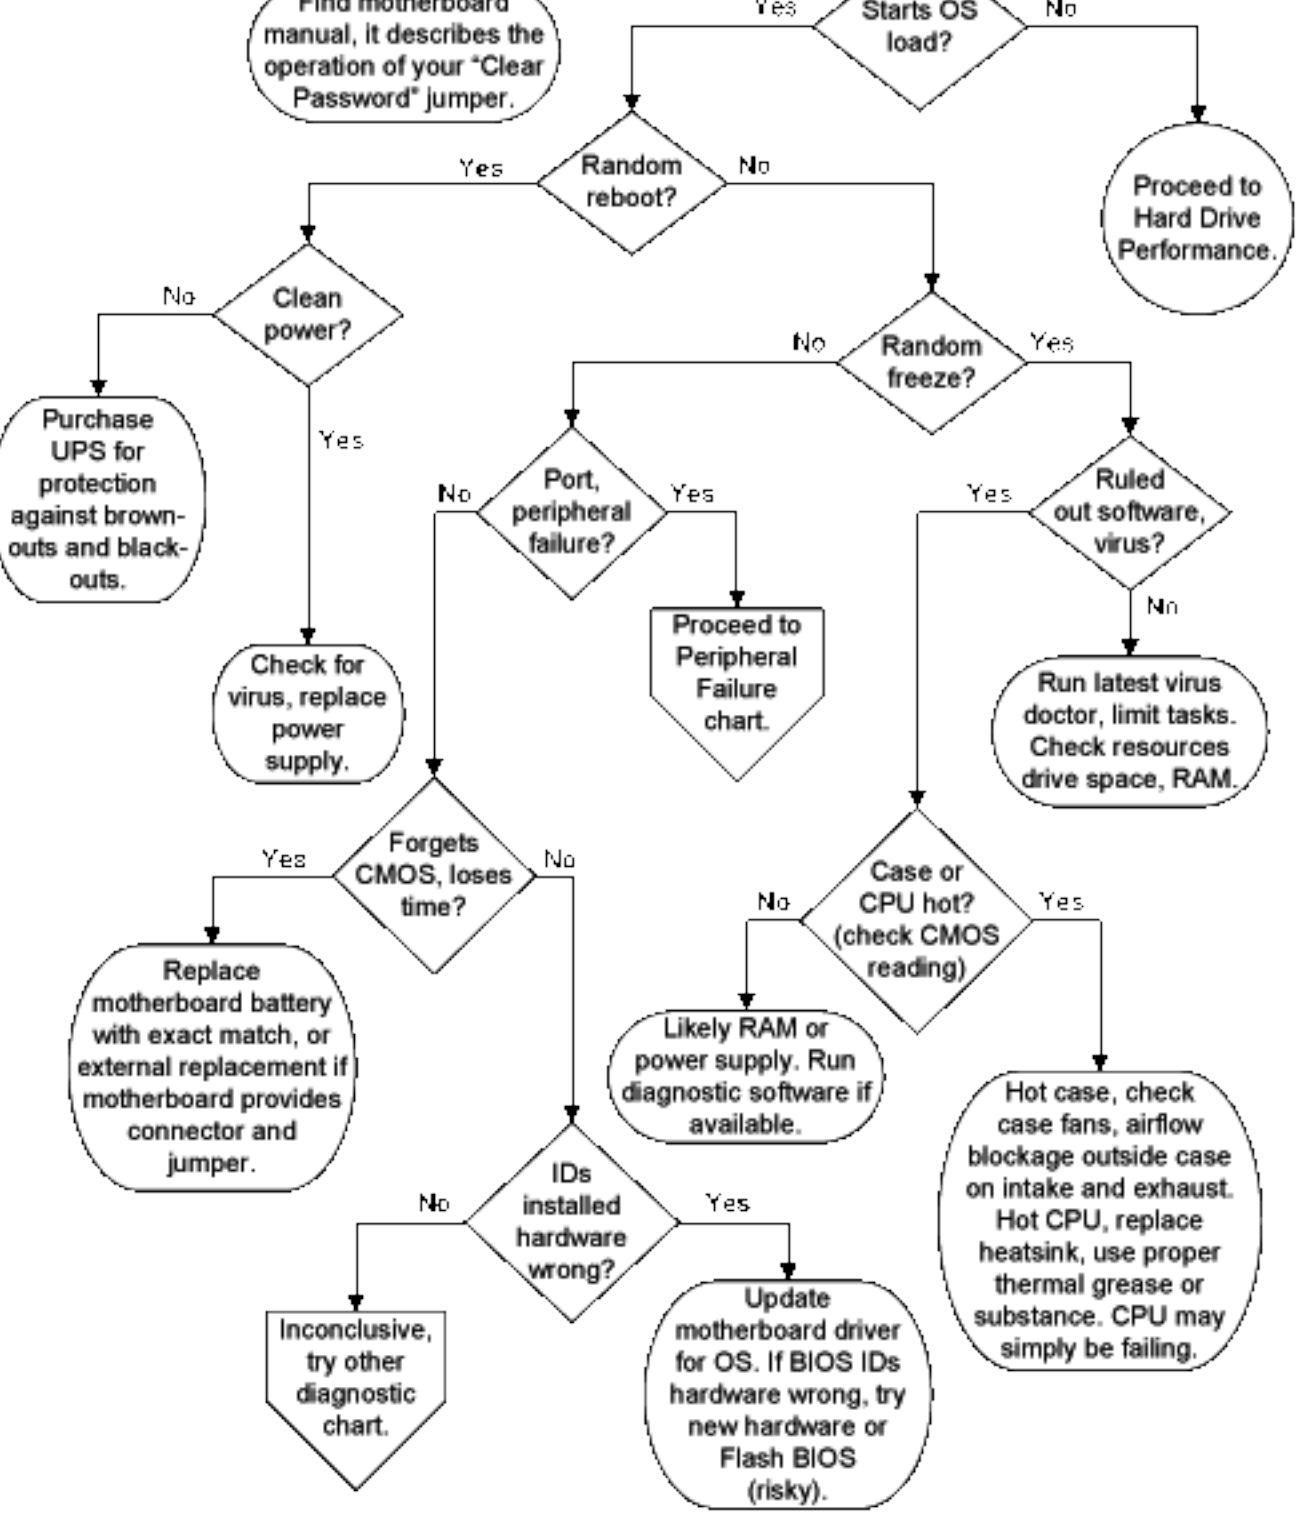 Find motherboard
manual, it describes the
operation of your "Clear
Password" jumper.
Yes
Starts OS
load?
No
Yes
Random
reboot?
No
Proceed to
Hard Drive
Performance.
No
Clean
power?
Yes
No
Random
freeze?
Yes
Purchase
UPS for
protection
against brown-
outs and black-
outs.
No
Port,
peripheral
failure?
Yes
Yes
Ruled
out software,
virus?
No
Check for
virus, replace
power
supply.
Proceed to
Peripheral
Failure
chart.
Run latest virus
doctor, limit tasks.
Check resources
drive space, RAM.
Yes
Forgets
CMOS, loses
time?
No
No
Case or
CPU hot?
(check CMOS
reading)
Yes
Replace
motherboard battery
with exact match, or
external replacement if
motherboard provides
connector and
jumper.
Likely RAM or
power supply. Run
diagnostic software if
available.
Hot case, check
case fans, airflow
blockage outside case
on intake and exhaust.
Hot CPU, replace
heatsink, use proper
thermal grease or
substance. CPU may
simply be failing.
No
IDs
installed
hardware
wrong?
Yes
Inconclusive,
try other
diagnostic
chart.
Update
motherboard driver
for OS. If BIOS IDs
hardware wrong, try
new hardware or
Flash BIOS
(risky).